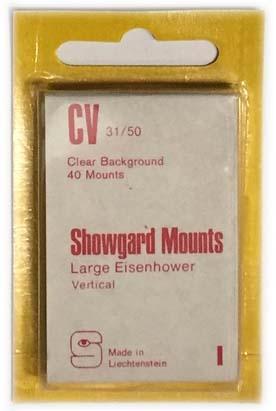 CV 31/50
Clear Background
40 Mounts
Showgard Mounts
Large Eisenhower
Vertical
S Made in
Liechtenstein I